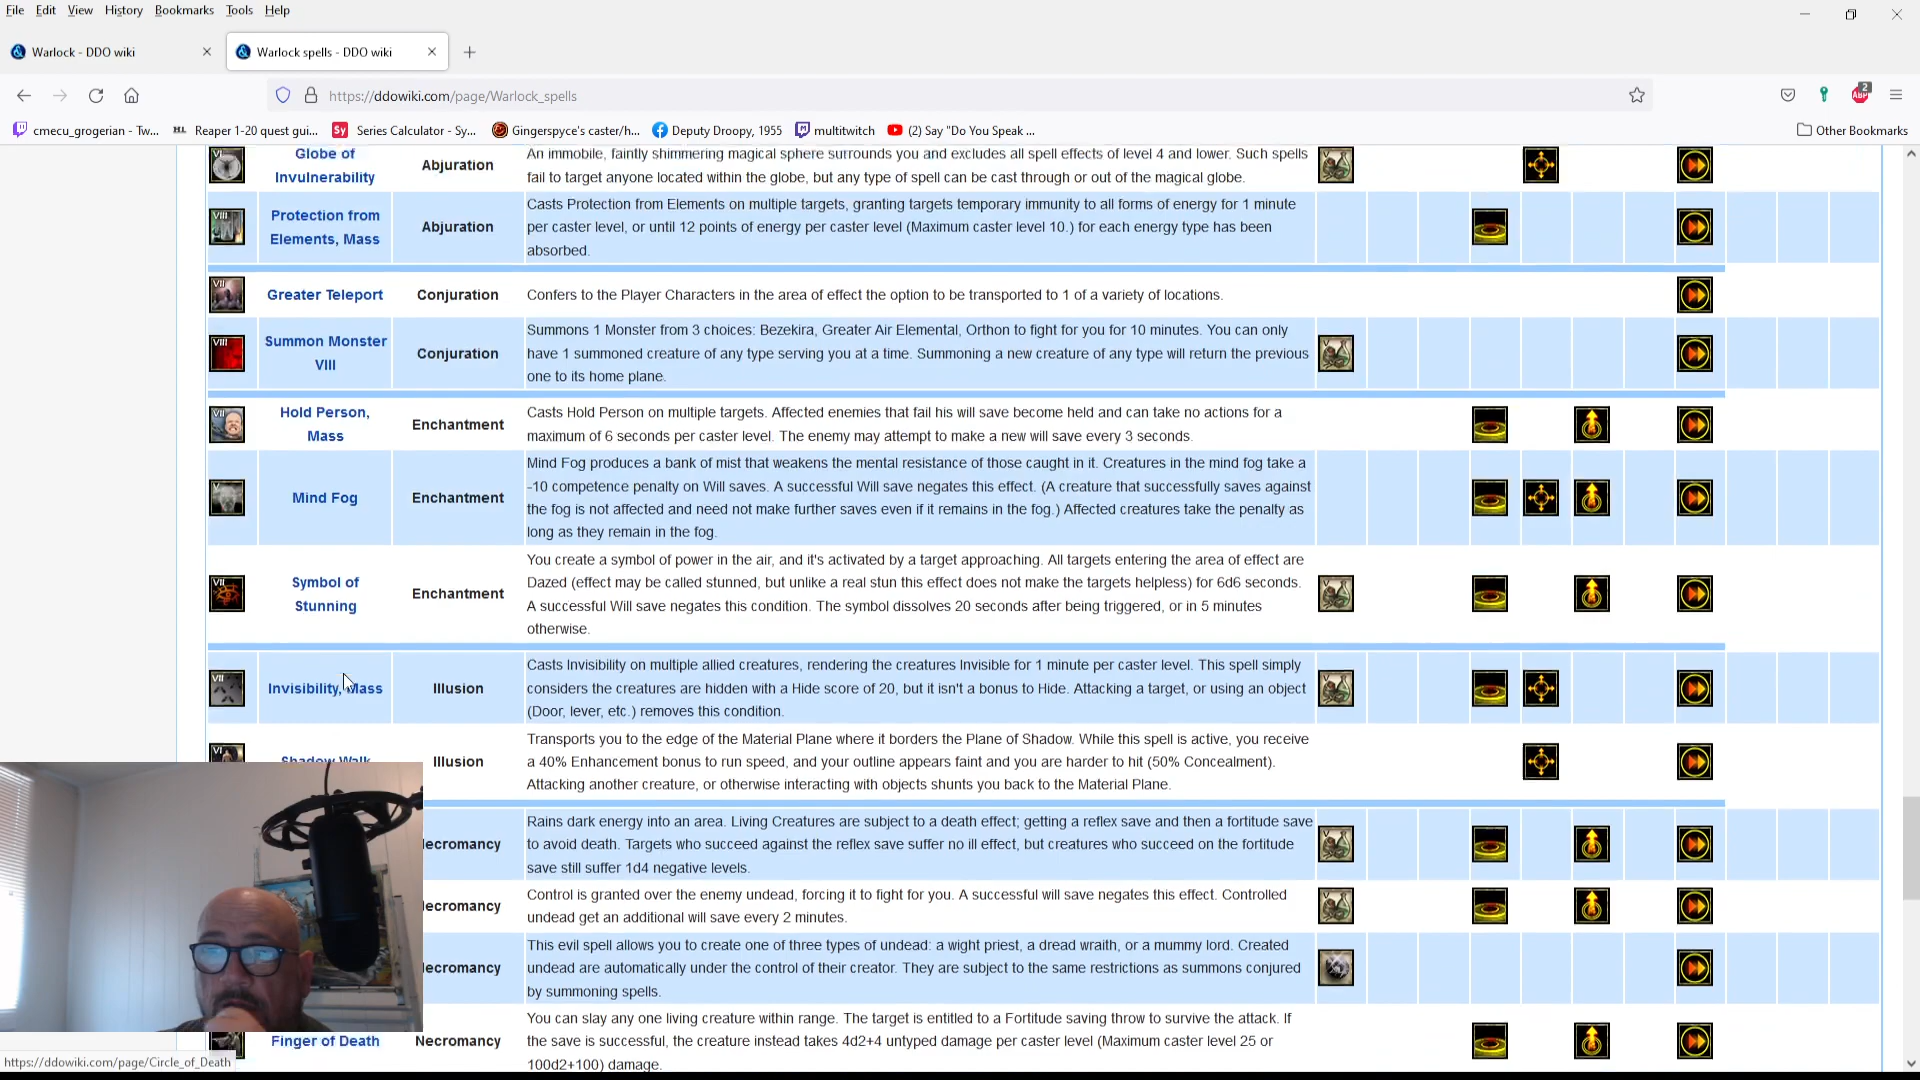 File Edit View History Bookmarks Tools Help
Warlock - DDO wiki
Warlock spells - DDO wiki
https://ddowiki.com/page/Warlock_spells
cmecu_grogerian - Tw...
Reaper 1-20 quest gui...
Sy Series Calculator - Sy...
Gingerspyce's caster/h...
Deputy Droopy, 1955
multitwitch
(2) Say "Do You Speak ...
Other Bookmarks
ABP 2
VI
Globe of
Invulnerability
Abjuration
An immobile, faintly shimmering magical sphere surrounds you and excludes all spell effects of level 4 and lower. Such spells
fail to target anyone located within the globe, but any type of spell can be cast through or out of the magical globe.
VIII
Protection from
Elements, Mass
Abjuration
Casts Protection from Elements on multiple targets, granting targets temporary immunity to all forms of energy for 1 minute
per caster level, or until 12 points of energy per caster level (Maximum caster level 10.) for each energy type has been
absorbed.
VII
Greater Teleport
Conjuration
Confers to the Player Characters in the area of effect the option to be transported to 1 of a variety of locations.
VIII
Summon Monster
VIII
Conjuration
Summons 1 Monster from 3 choices: Bezekira, Greater Air Elemental, Orthon to fight for you for 10 minutes. You can only
have 1 summoned creature of any type serving you at a time. Summoning a new creature of any type will return the previous
one to its home plane.
VII
Hold Person,
Mass
Enchantment
Casts Hold Person on multiple targets. Affected enemies that fail his will save become held and can take no actions for a
maximum of 6 seconds per caster level. The enemy may attempt to make a new will save every 3 seconds.
V
Mind Fog
Enchantment
Mind Fog produces a bank of mist that weakens the mental resistance of those caught in it. Creatures in the mind fog take a
-10 competence penalty on Will saves. A successful Will save negates this effect. (A creature that successfully saves against
the fog is not affected and need not make further saves even if it remains in the fog.) Affected creatures take the penalty as
long as they remain in the fog.
VII
Symbol of
Stunning
Enchantment
You create a symbol of power in the air, and it's activated by a target approaching. All targets entering the area of effect are
Dazed (effect may be called stunned, but unlike a real stun this effect does not make the targets helpless) for 6d6 seconds.
A successful Will save negates this condition. The symbol dissolves 20 seconds after being triggered, or in 5 minutes
otherwise.
VII
Invisibility, Mass
Illusion
Casts Invisibility on multiple allied creatures, rendering the creatures Invisible for 1 minute per caster level. This spell simply
considers the creatures are hidden with a Hide score of 20, but it isn't a bonus to Hide. Attacking a target, or using an object
(Door, lever, etc.) removes this condition.
VI
Shadow Walk
Illusion
Transports you to the edge of the Material Plane where it borders the Plane of Shadow. While this spell is active, you receive
a 40% Enhancement bonus to run speed, and your outline appears faint and you are harder to hit (50% Concealment).
Attacking another creature, or otherwise interacting with objects shunts you back to the Material Plane.
ecromancy
Rains dark energy into an area. Living Creatures are subject to a death effect; getting a reflex save and then a fortitude save
to avoid death. Targets who succeed against the reflex save suffer no ill effect, but creatures who succeed on the fortitude
save still suffer 1d4 negative levels.
ecromancy
Control is granted over the enemy undead, forcing it to fight for you. A successful will save negates this effect. Controlled
undead get an additional will save every 2 minutes.
ecromancy
This evil spell allows you to create one of three types of undead: a wight priest, a dread wraith, or a mummy lord. Created
undead are automatically under the control of their creator. They are subject to the same restrictions as summons conjured
by summoning spells.
Finger of Death
Necromancy
You can slay any one living creature within range. The target is entitled to a Fortitude saving throw to survive the attack. If
the save is successful, the creature instead takes 4d2+4 untyped damage per caster level (Maximum caster level 25 or
100d2+100) damage.
https://ddowiki.com/page/Circle_of_Death